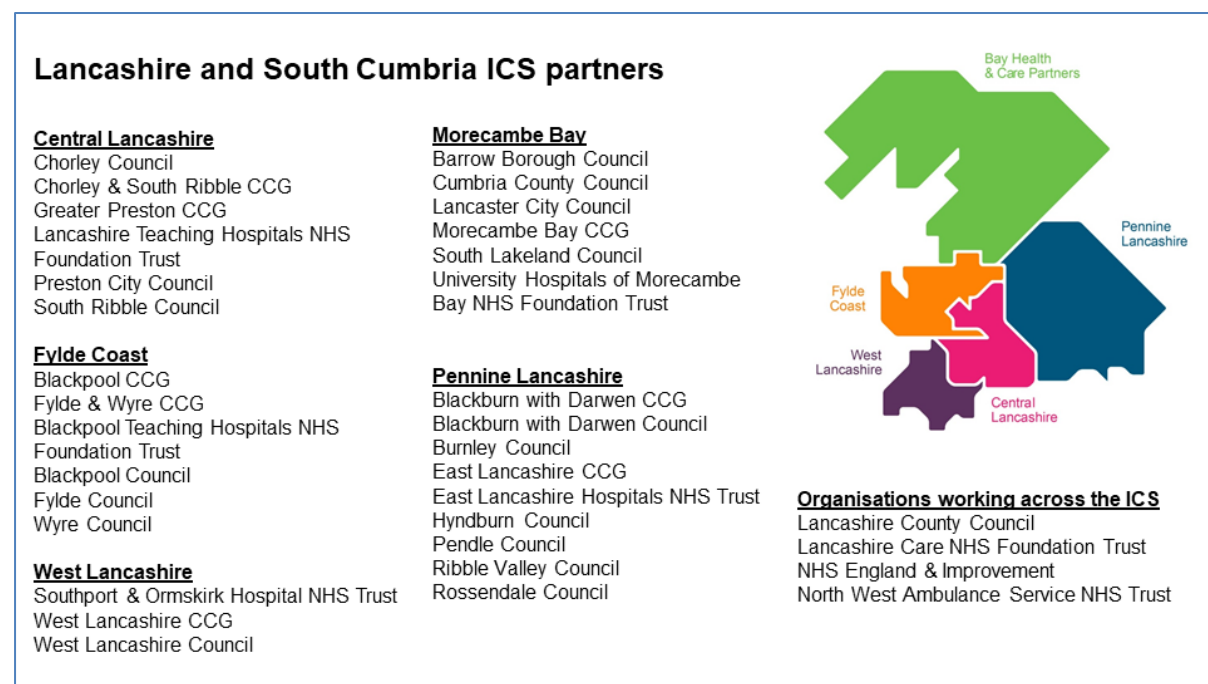 Lancashire and South Cumbria ICS partners
Central Lancashire
Chorley Council
Chorley & South Ribble CCG
Greater Preston CCG
Lancashire Teaching Hospitals NHS
Foundation Trust
Preston City Council
South Ribble Council
Fylde Coast
Blackpool CCG
Fylde & Wyre CCG
Blackpool Teaching Hospitals NHS
Foundation Trust
Blackpool Council
Fylde Council
Wyre Council
West Lancashire
Southport & Ormskirk Hospital NHS Trust
West Lancashire CCG
West Lancashire Council
Morecambe Bay
Barrow Borough Council
Cumbria County Council
Lancaster City Council
Morecambe Bay CCG
South Lakeland Council
University Hospitals of Morecambe
Bay NHS Foundation Trust
Pennine Lancashire
Blackburn with Darwen CCG
Blackburn with Darwen Council
Burnley Council
East Lancashire CCG
East Lancashire Hospitals NHS Trust
Hyndburn Council
Pendle Council
Ribble Valley Council
Rossendale Council
Bay Health
& Care Partners
Pennine
Lancashire
Fylde
Coast
West
Lancashire
Central
Lancashire
Organisations working across the ICS
Lancashire County Council
Lancashire Care NHS Foundation Trust
NHS England & Improvement
North West Ambulance Service NHS Trust